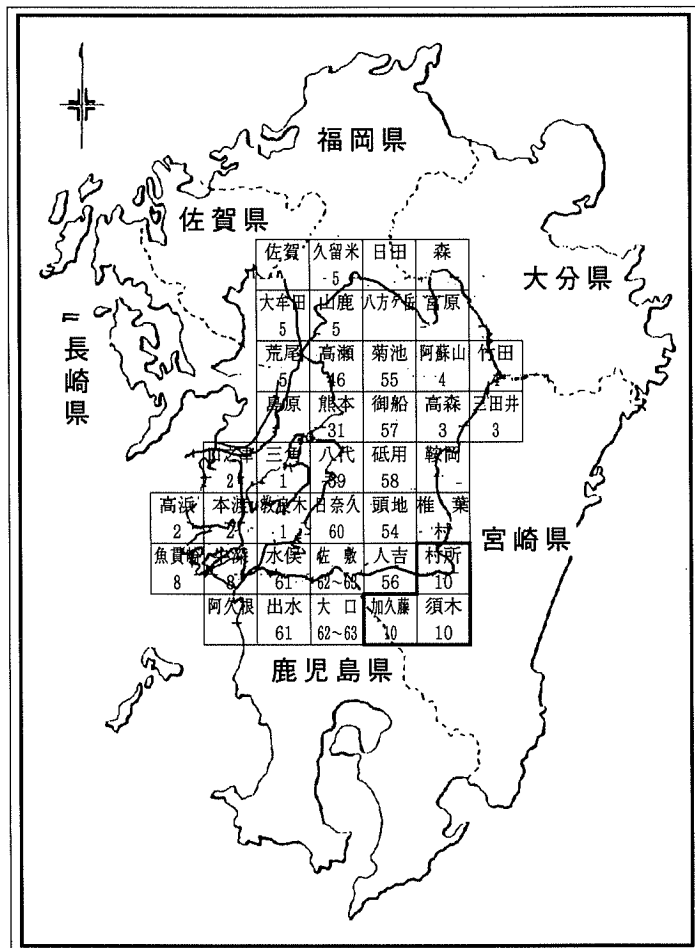 福岡県
佐賀県
大分県
長崎県
佐賀 久留米 日田 森
5
大牟田 山鹿 八方ケ岳 宮原
5 5
荒尾 高瀬 菊池 阿蘇山 竹田
5 46 55 4
島原 熊本 御船 高森 三田井
31 57 3 3
三角 八代 砥用 鞍岡
2 1 39 58 -
高浜 本渡 教良木 日奈久 頭地 椎葉村
2 2 1 60 54
宮崎県
魚貫崎 牛深 水俣 佐敷 人吉 村所
8 8 61 62~63 56 10
阿久根 出水 大口 加久藤 須木
61 62~63 10 10
鹿児島県